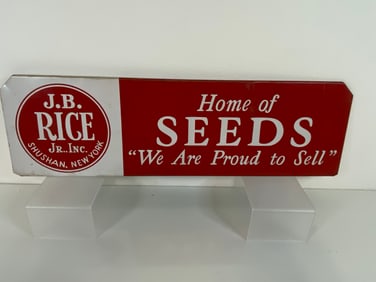 J.B.
RICE
JR., INC.
SHUSHAN, NEW YORK
Home of
SEEDS
"We Are Proud to Sell"